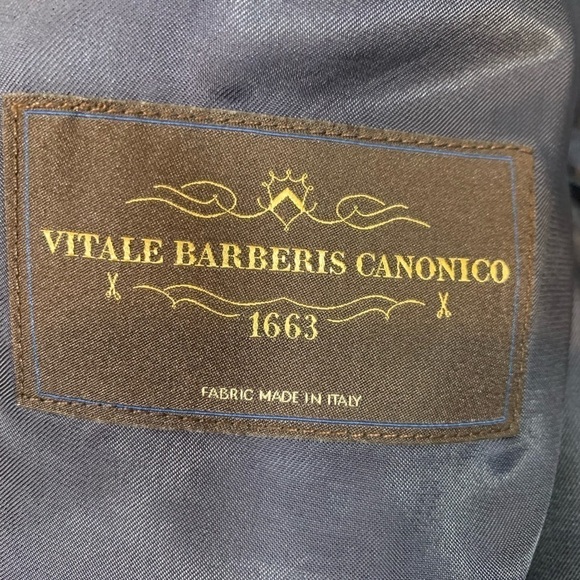 VITALE BARBERIS CANONICO
1663
FABRIC MADE IN ITALY